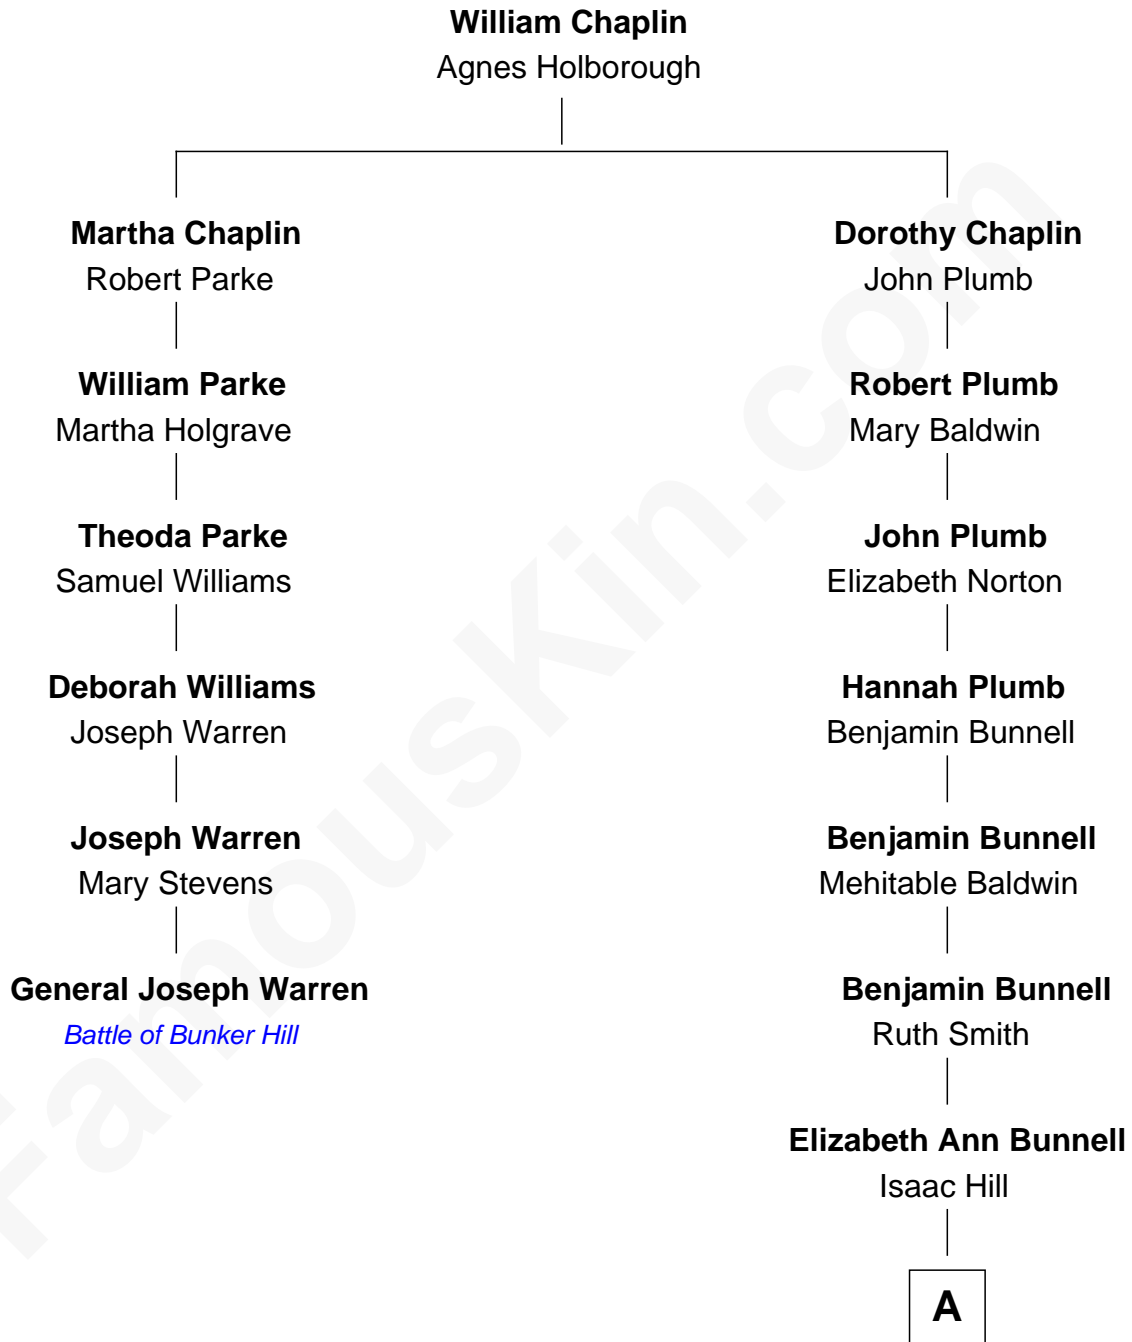 William Chaplin
Agnes Holborough
Martha Chaplin
Robert Parke
Dorothy Chaplin
John Plumb
William Parke
Martha Holgrave
Robert Plumb
Mary Baldwin
Theoda Parke
Samuel Williams
John Plumb
Elizabeth Norton
Deborah Williams
Joseph Warren
Hannah Plumb
Benjamin Bunnell
Joseph Warren
Mary Stevens
Benjamin Bunnell
Mehitable Baldwin
General Joseph Warren
Battle of Bunker Hill
Benjamin Bunnell
Ruth Smith
Elizabeth Ann Bunnell
Isaac Hill
A
FamousKin.com